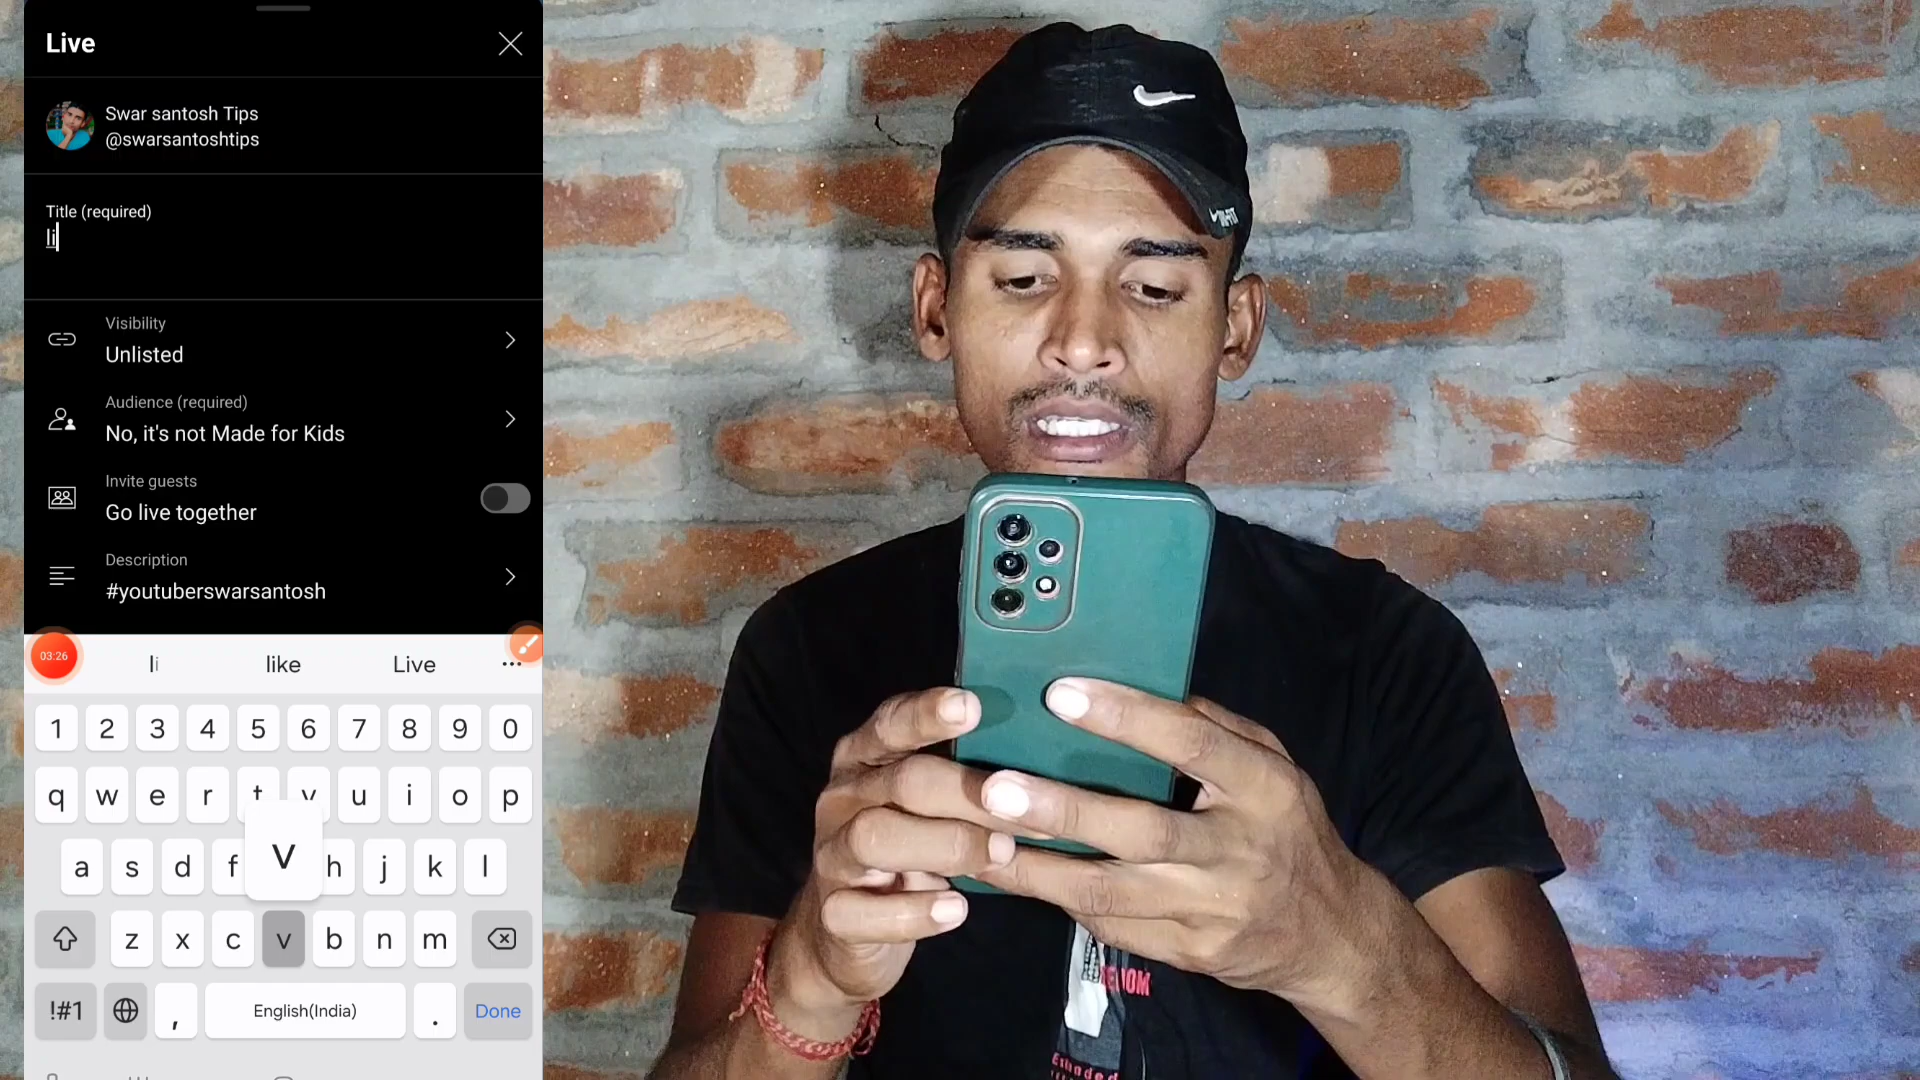 Live
Swar santosh Tips
@swarsantoshtips
Title (required)
li
Visibility
Unlisted
Audience (required)
No, it's not Made for Kids
Invite guests
Go live together
Description
#youtuberswarsantosh
03:26
li like Live ...
1 2 3 4 5 6 7 8 9 0
q w e r t y u i o p
a s d f v h j k l
z x c v b n m
!#1 , English(India) . Done